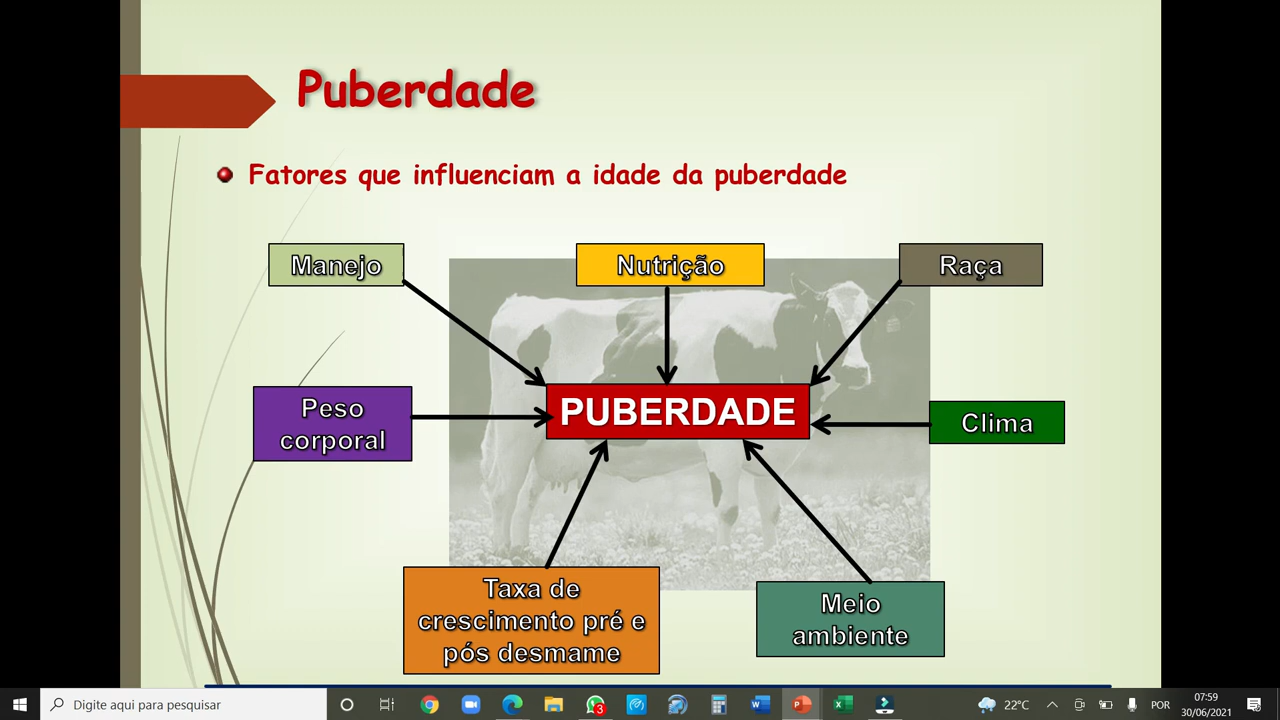 Puberdade
Fatores que influenciam a idade da puberdade
Manejo
Nutrição
Raça
Peso
corporal
PUBERDADE
Clima
Taxa de
crescimento pré e
pós desmame
Meio
ambiente
Digite aqui para pesquisar
3
22°C
POR
07:59
30/06/2021